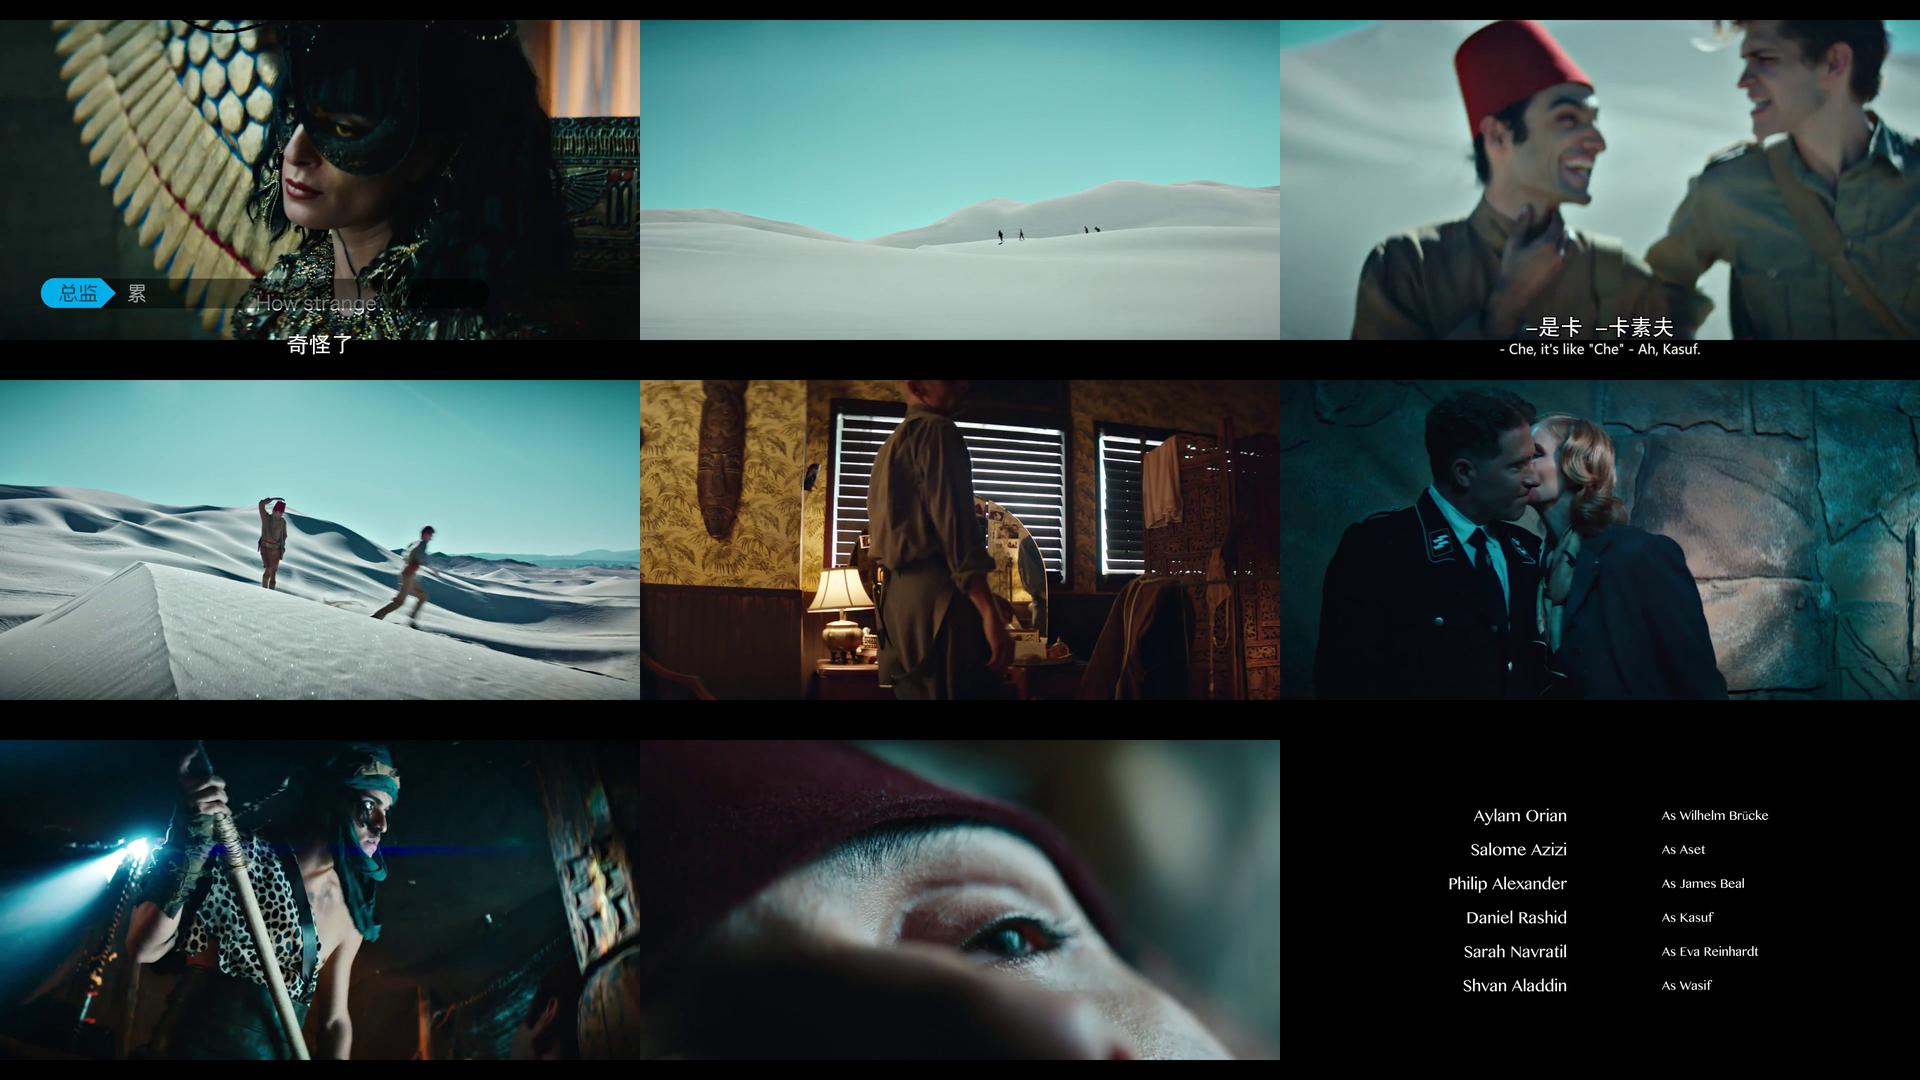 总监 累
How strange.
奇怪了
–是卡 –卡素夫
- Che, it's like "Che" - Ah, Kasuf.
Aylam Orian As Wilhelm Brücke
Salome Azizi As Aset
Philip Alexander As James Beal
Daniel Rashid As Kasuf
Sarah Navratil As Eva Reinhardt
Shvan Aladdin As Wasif